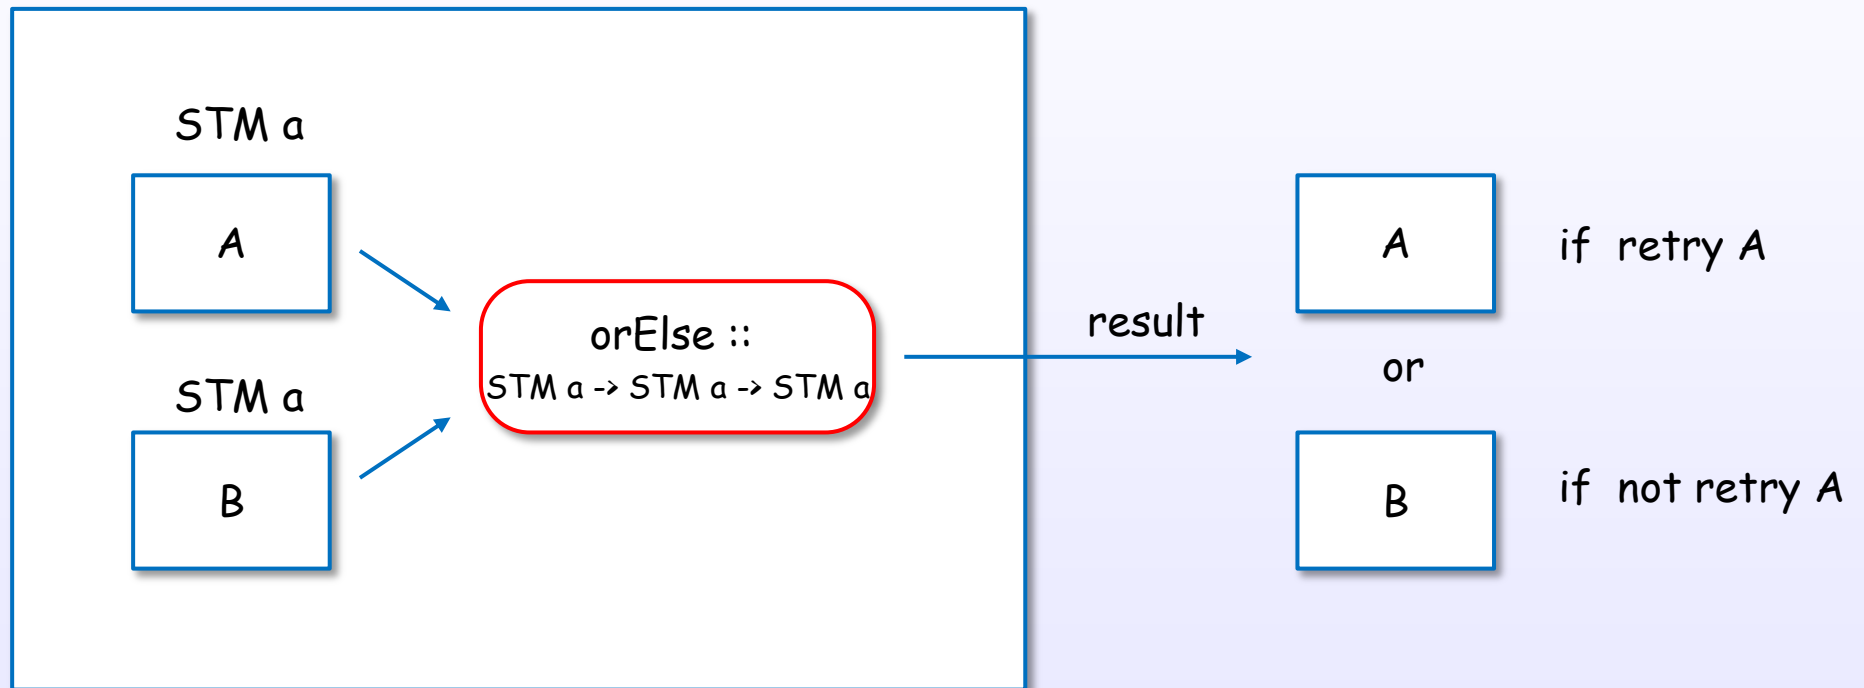 STM a
A
STM a
B
orElse ::
STM a -> STM a -> STM a
result
A
if retry A
or
B
if not retry A